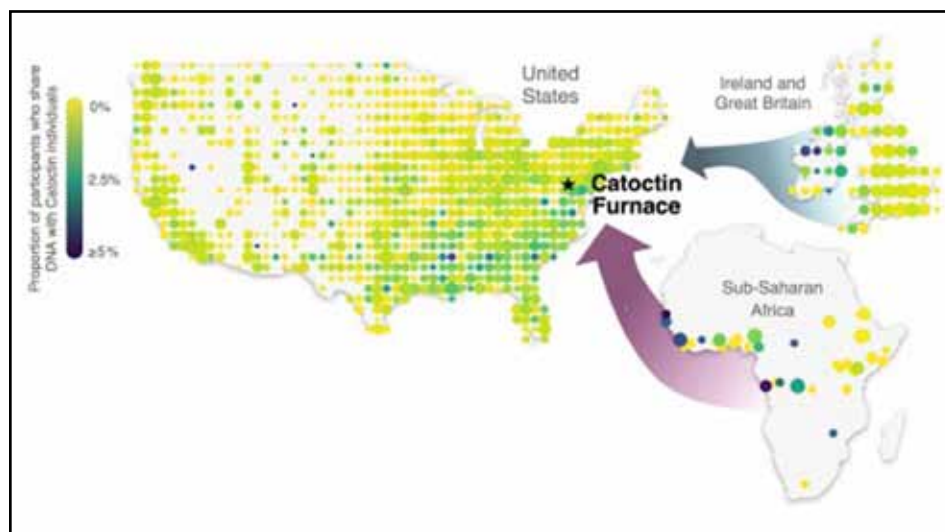 Proportion of participants who share
DNA with Catoctin individuals
0%
2.5%
≥5%
United
States
Ireland and
Great Britain
Catoctin
Furnace
Sub-Saharan
Africa